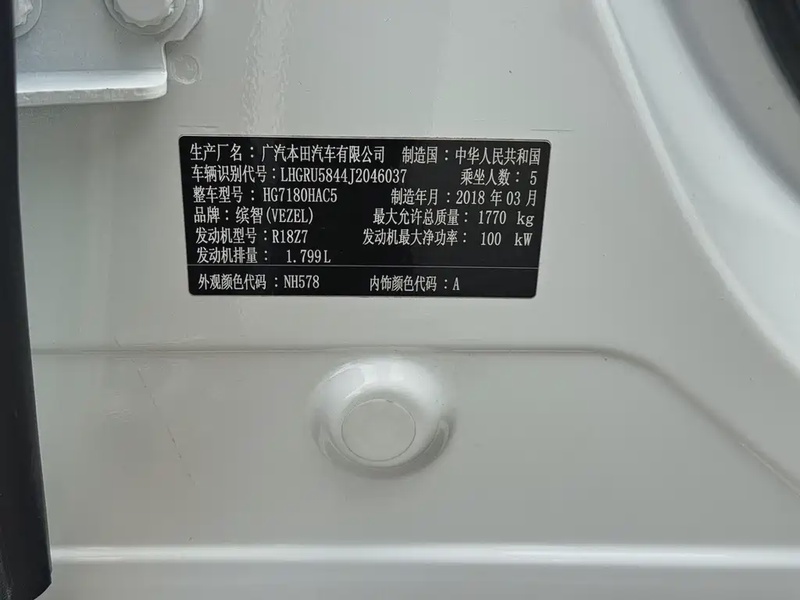 生产厂名：广汽本田汽车有限公司 制造国：中华人民共和国
车辆识别代号：LHGRU5844J2046037 乘坐人数：5
整车型号：HG7180HAC5 制造年月：2018 年 03 月
品牌：缤智(VEZEL) 最大允许总质量：1770 kg
发动机型号：R18Z7 发动机最大净功率：100 kW
发动机排量：1.799L
外观颜色代码：NH578 内饰颜色代码：A